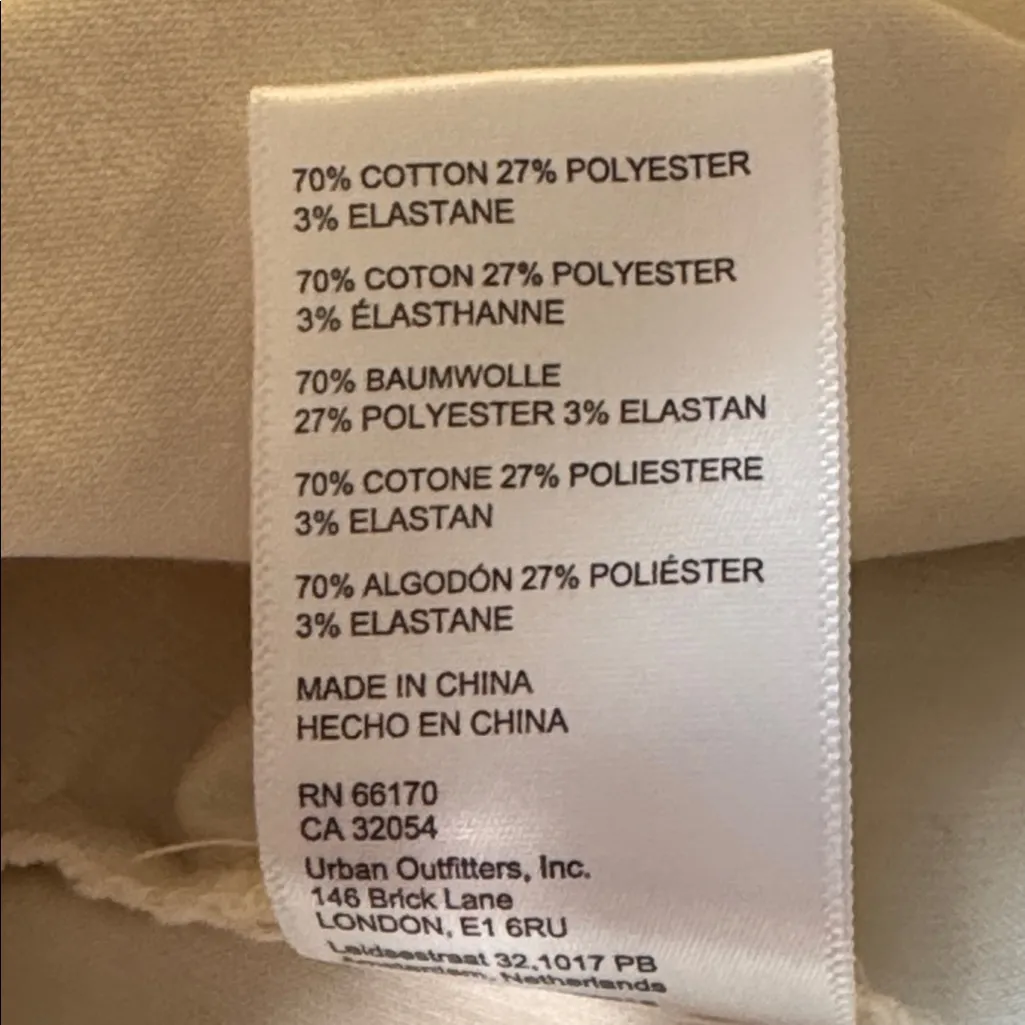 70% COTTON 27% POLYESTER
3% ELASTANE
70% COTON 27% POLYESTER
3% ÉLASTHANNE
70% BAUMWOLLE
27% POLYESTER 3% ELASTAN
70% COTONE 27% POLIESTERE
3% ELASTAN
70% ALGODÓN 27% POLIÉSTER
3% ELASTANE
MADE IN CHINA
HECHO EN CHINA
RN 66170
CA 32054
Urban Outfitters, Inc.
146 Brick Lane
LONDON, E1 6RU
Leidsestraat 32,1017 PB
Amsterdam, Netherlands